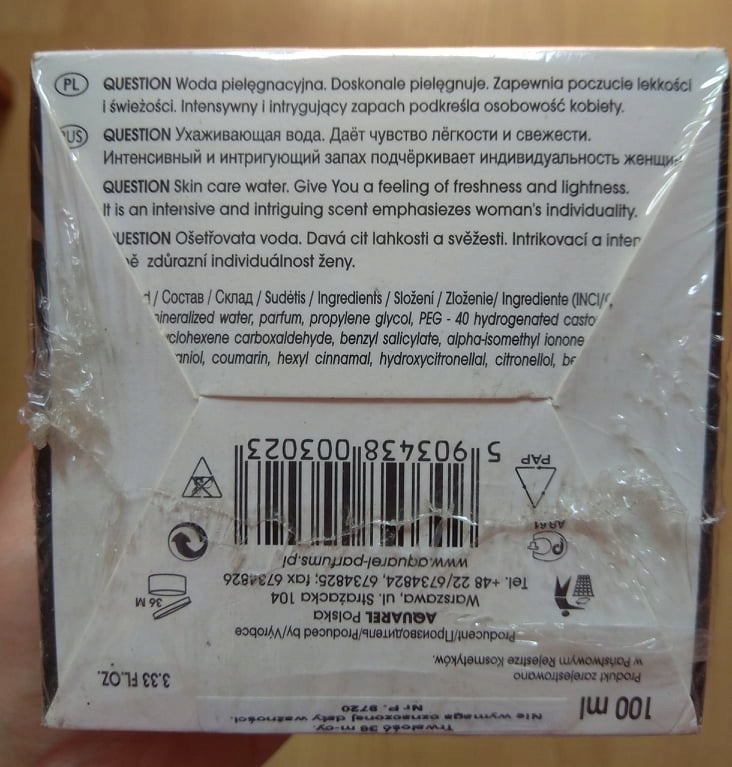 PL QUESTION Woda pielęgnacyjna. Doskonale pielęgnuje. Zapewnia poczucie lekkości
i świeżości. Intensywny i intrygujący zapach podkreśla osobowość kobiety.
RUS QUESTION Ухаживающая вода. Даёт чувство лёгкости и свежести.
Интенсивный и интригующий запах подчёркивает индивидуальность
QUESTION Skin care water. Give You a feeling of freshness and lightness.
It is an intensive and intriguing scent emphasiezes woman's individuality.
QUESTION Ošetřovata voda. Davá cit lahkosti a svěžesti. Intrikovací a
zdůrazní individuálnost ženy.
/ Состав / Склад / Sudėtis / Ingredients / Složení / Zloženie/ Ingrediente (INCI/
water, parfum, propylene glycol, PEG - 40 hydrogenated
carboxaldehyde, benzyl salicylate, alpha-isomethyl ionone
coumarin, hexyl cinnamal, hydroxycitronellal, citronellol,
5 903438 003023
PAP
AЯ 61
www.aquarel-parfums.pl
Tel. +48 22/6734824, 6734825; fax 6734826
Warszawa, ul. Strażacka 104
AQUAREL Polska
Producent/Производитель/Produced by/Výrobce
36 M
Produkt zarejestrowano
w Państwowym Rejestrze Kosmetyków.
100 ml 3.33 FL.OZ.
Trwałość 36 m-cy.
Nie wymaga oznaczonej daty ważności.
Nr P. 9720